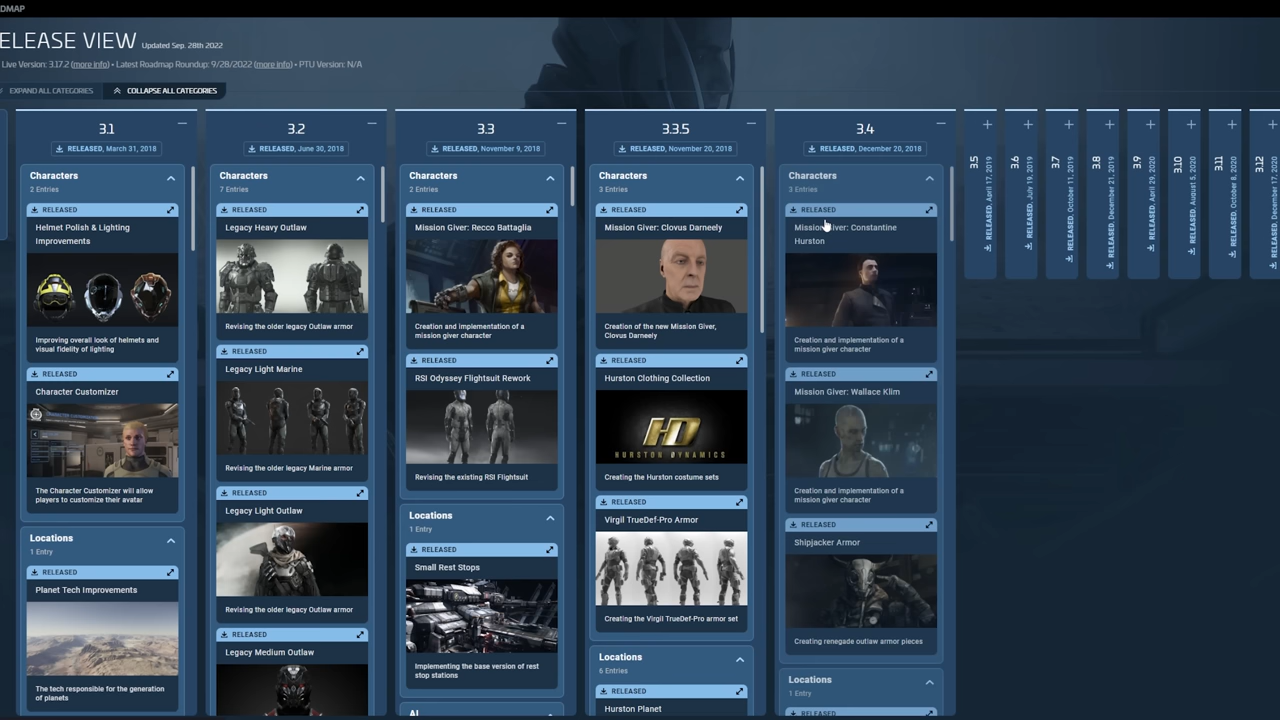 DMAP
ELEASE VIEW Updated Sep. 28th 2022
Live Version: 3.17.2 (more info) • Latest Roadmap Roundup: 9/28/2022 (more info) • PTU Version: N/A
EXPAND ALL CATEGORIES
COLLAPSE ALL CATEGORIES
3.1
RELEASED, March 31, 2018
Characters
2 Entries
RELEASED
Helmet Polish & Lighting
Improvements
Improving overall look of helmets and
visual fidelity of lighting
RELEASED
Character Customizer
The Character Customizer will allow
players to customize their avatar
Locations
1 Entry
RELEASED
Planet Tech Improvements
The tech responsible for the generation
of planets
3.2
RELEASED, June 30, 2018
Characters
7 Entries
RELEASED
Legacy Heavy Outlaw
Revising the older legacy Outlaw armor
RELEASED
Legacy Light Marine
Revising the older legacy Marine armor
RELEASED
Legacy Light Outlaw
Revising the older legacy Outlaw armor
RELEASED
Legacy Medium Outlaw
3.3
RELEASED, November 9, 2018
Characters
2 Entries
RELEASED
Mission Giver: Recco Battaglia
Creation and implementation of a
mission giver character
RELEASED
RSI Odyssey Flightsuit Rework
Revising the existing RSI Flightsuit
Locations
1 Entry
RELEASED
Small Rest Stops
Implementing the base version of rest
stop stations
AI
3.3.5
RELEASED, November 20, 2018
Characters
3 Entries
RELEASED
Mission Giver: Clovus Darneely
Creation of the new Mission Giver,
Clovus Darneely
RELEASED
Hurston Clothing Collection
HD
HURSTON DYNAMICS
Creating the Hurston costume sets
RELEASED
Virgil TrueDef-Pro Armor
Creating the Virgil TrueDef-Pro armor set
Locations
6 Entries
RELEASED
Hurston Planet
3.4
RELEASED, December 20, 2018
Characters
3 Entries
RELEASED
Mission Giver: Constantine
Hurston
Creation and implementation of a
mission giver character
RELEASED
Mission Giver: Wallace Klim
Creation and implementation of a
mission giver character
RELEASED
Shipjacker Armor
Creating renegade outlaw armor pieces
Locations
1 Entry
RELEASED
3.5
RELEASED, April 17, 2019
3.6
RELEASED, July 19, 2019
3.7
RELEASED, October 11, 2019
3.8
RELEASED, December 21, 2019
3.9
RELEASED, April 29, 2020
3.10
RELEASED, August 5, 2020
3.11
RELEASED, October 8, 2020
3.12
RELEASED, December 17, 2020